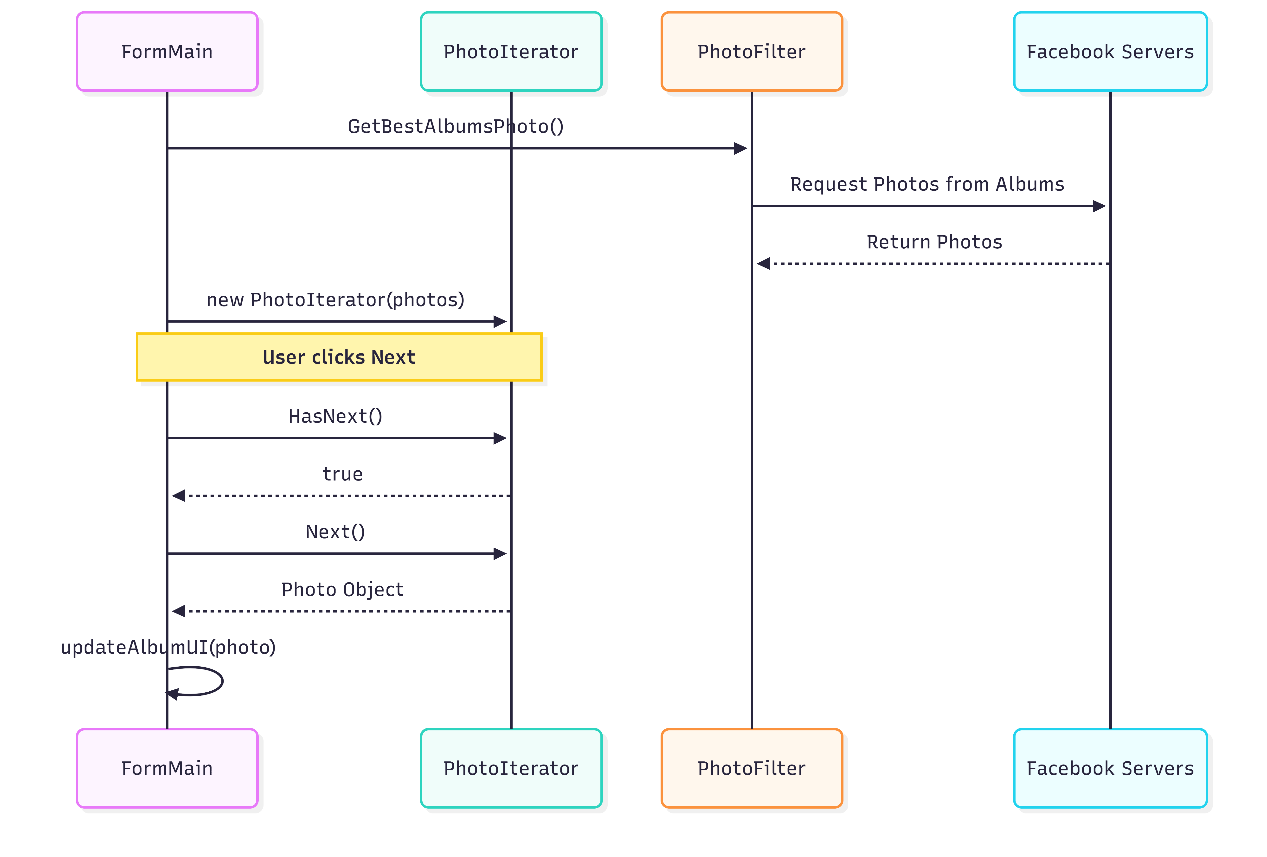 FormMain
PhotoIterator
PhotoFilter
Facebook Servers
GetBestAlbumsPhoto()
Request Photos from Albums
Return Photos
new PhotoIterator(photos)
User clicks Next
HasNext()
true
Next()
Photo Object
updateAlbumUI(photo)
FormMain
PhotoIterator
PhotoFilter
Facebook Servers